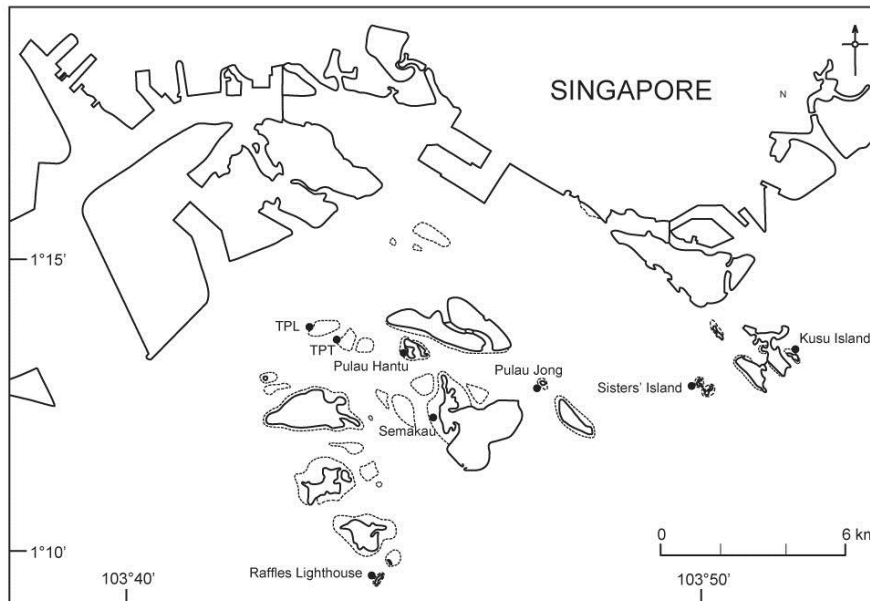 SINGAPORE
N
1°15'
TPL
TPT
Pulau Hantu
Pulau Jong
Kusu Island
Sisters' Island
Semakau
0 6 km
1°10'
Raffles Lighthouse
103°40' 103°50'